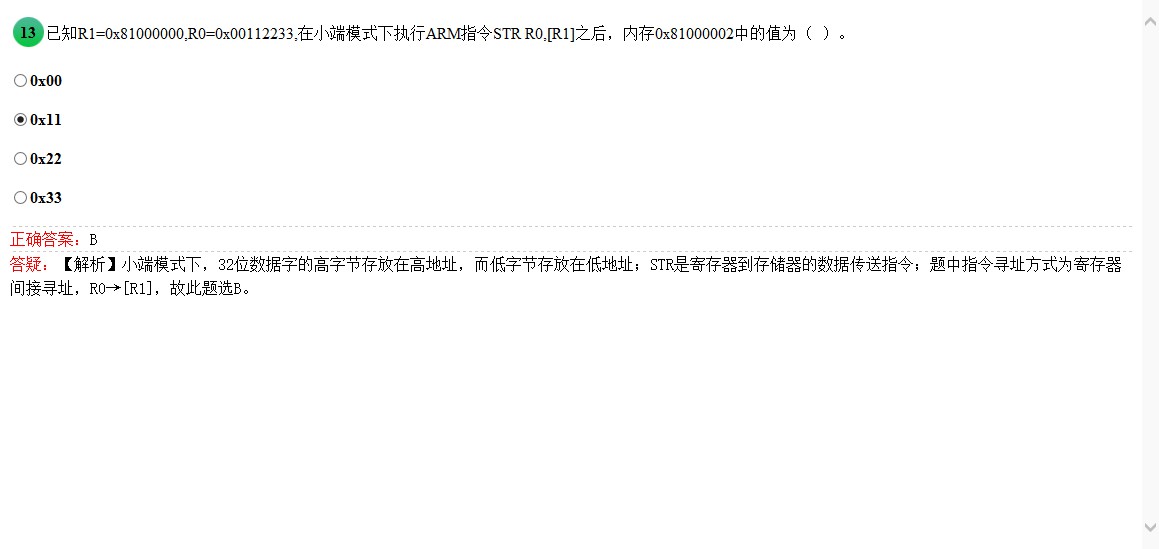 13 已知R1=0x81000000,R0=0x00112233,在小端模式下执行ARM指令STR R0,[R1]之后，内存0x81000002中的值为（ ）。
0x00
0x11
0x22
0x33
正确答案：B
答疑：【解析】小端模式下，32位数据字的高字节存放在高地址，而低字节存放在低地址；STR是寄存器到存储器的数据传送指令；题中指令寻址方式为寄存器
间接寻址，R0→[R1]，故此题选B。